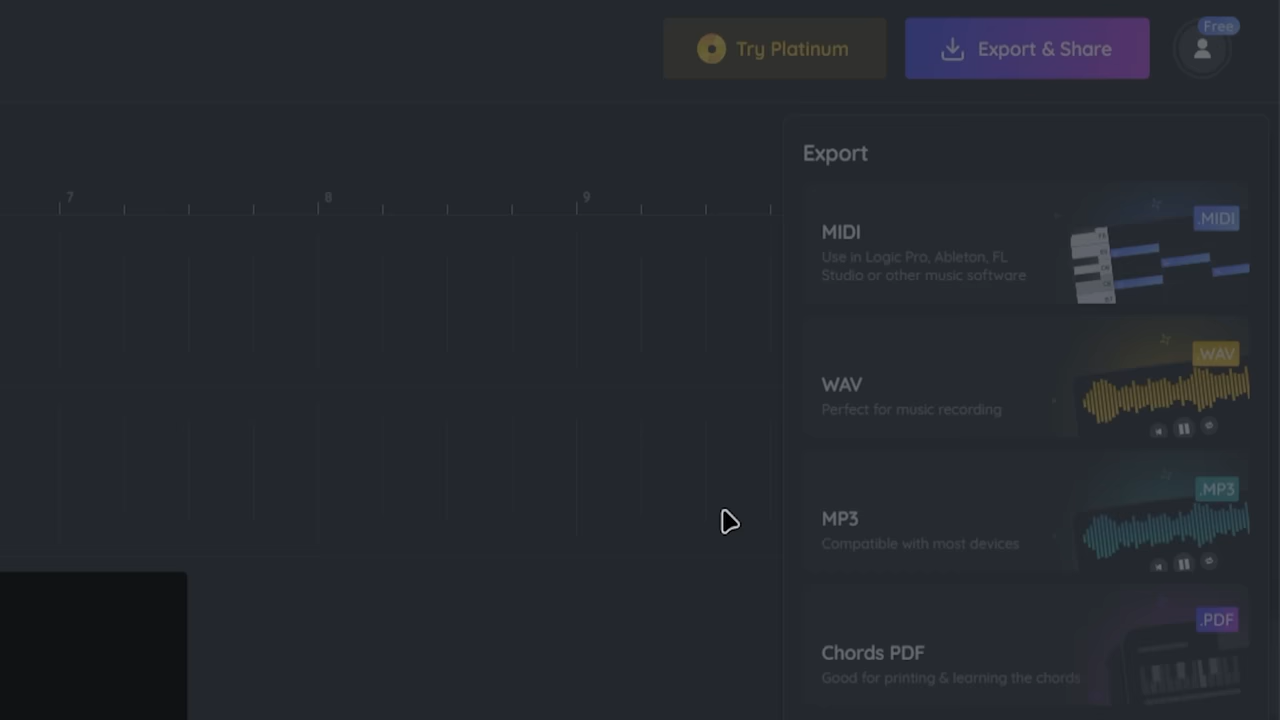 Free
Try Platinum
Export & Share
Export
7
8
9
MIDI
Use in Logic Pro, Ableton, FL
Studio or other music software
.MIDI
WAV
Perfect for music recording
.WAV
MP3
Compatible with most devices
.MP3
Chords PDF
Good for printing & learning the chords
.PDF